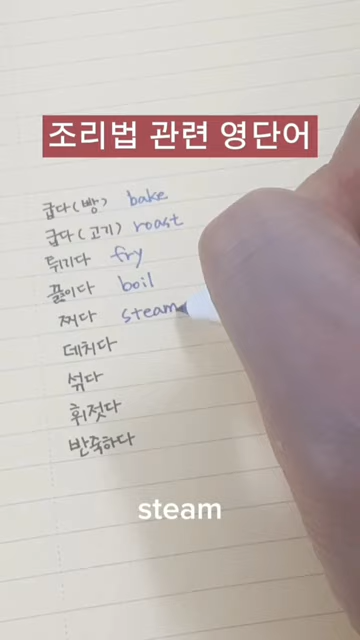 조리법 관련 영단어
굽다(빵) bake
굽다(고기) roast
튀기다 fry
끓이다 boil
찌다 steam
데치다
섞다
휘젓다
반죽하다
steam